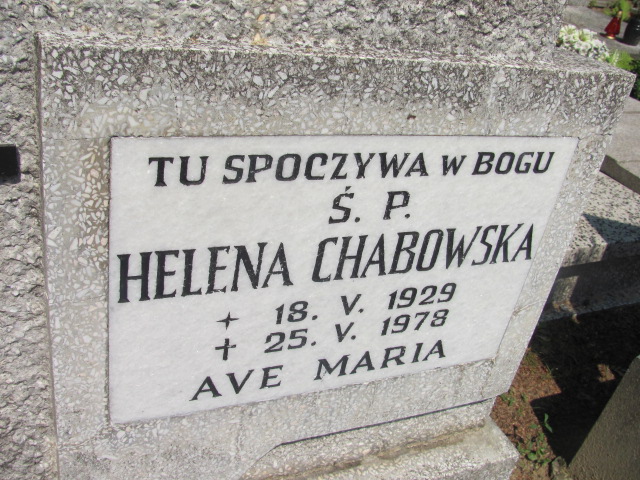 TU SPOCZYWA W BOGU
Ś. P.
HELENA CHABOWSKA
✦ 18. V. 1929
✝ 25. V. 1978
AVE MARIA